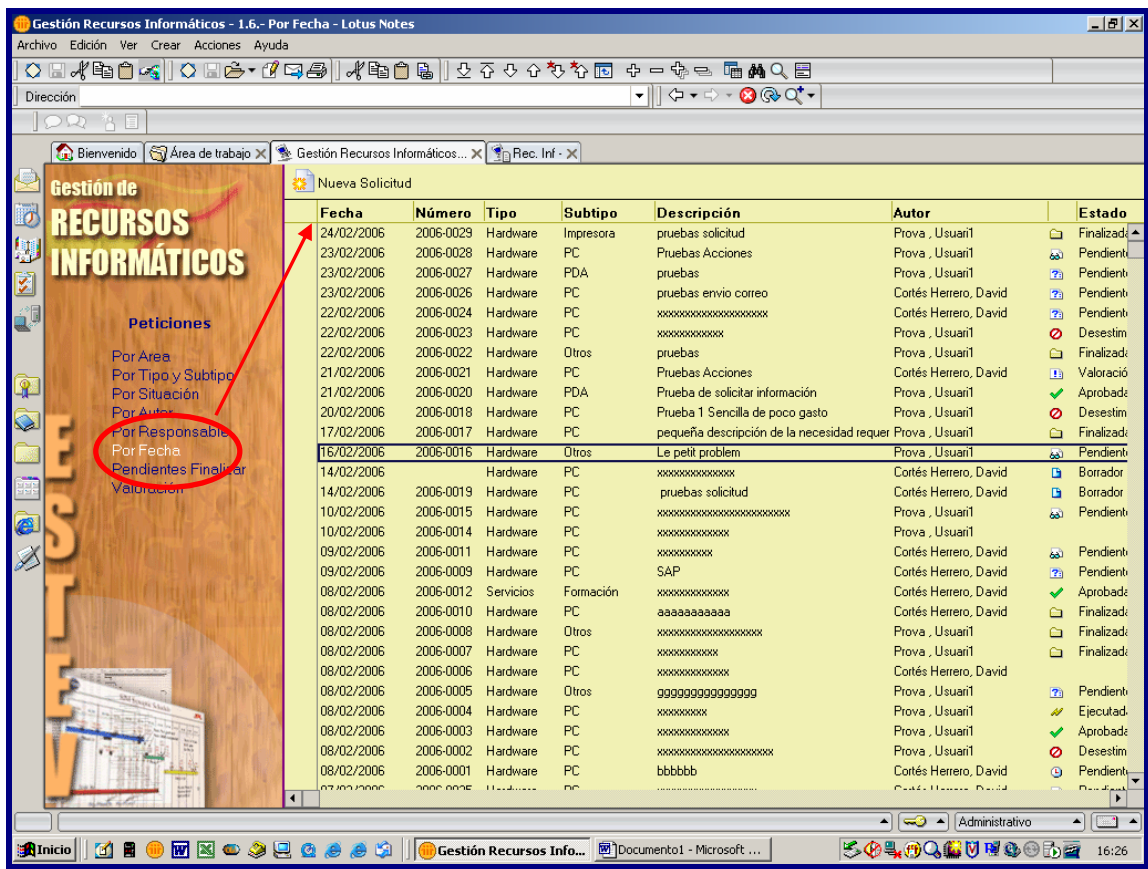 Gestión Recursos Informáticos - 1.6.- Por Fecha - Lotus Notes
Archivo Edición Ver Crear Acciones Ayuda
Dirección
Bienvenido Área de trabajo Gestión Recursos Informáticos... Rec. Inf -
Gestión de
RECURSOS
INFORMÁTICOS
Peticiones
Por Area
Por Tipo y Subtipo
Por Situación
Por Autor
Por Responsable
Por Fecha
Pendientes Finalizar
Valoración
Nueva Solicitud
Fecha Número Tipo Subtipo Descripción Autor Estado
24/02/2006 2006-0029 Hardware Impresora pruebas solicitud Prova , Usuari1 Finalizada
23/02/2006 2006-0028 Hardware PC Pruebas Acciones Prova , Usuari1 Pendiente
23/02/2006 2006-0027 Hardware PDA pruebas Prova , Usuari1 Pendient
23/02/2006 2006-0026 Hardware PC pruebas envio correo Cortés Herrero, David Pendient
22/02/2006 2006-0024 Hardware PC xxxxxxxxxxxxxxxxxxxx Cortés Herrero, David Pendient
22/02/2006 2006-0023 Hardware PC xxxxxxxxxxxx Prova , Usuari1 Desestim
22/02/2006 2006-0022 Hardware Otros pruebas Prova , Usuari1 Finalizada
21/02/2006 2006-0021 Hardware PC Pruebas Acciones Cortés Herrero, David Valoració
21/02/2006 2006-0020 Hardware PDA Prueba de solicitar información Prova , Usuari1 Aprobada
20/02/2006 2006-0018 Hardware PC Prueba 1 Sencilla de poco gasto Prova , Usuari1 Desestim
17/02/2006 2006-0017 Hardware PC pequeña descripción de la necesidad requer Prova , Usuari1 Finalizada
16/02/2006 2006-0016 Hardware Otros Le petit problem Prova , Usuari1 Pendient
14/02/2006 Hardware PC xxxxxxxxxxxxxx Cortés Herrero, David Borrador
14/02/2006 2006-0019 Hardware PC pruebas solicitud Cortés Herrero, David Borrador
10/02/2006 2006-0015 Hardware PC xxxxxxxxxxxxxxxxxxxxxxxx Prova , Usuari1 Pendient
10/02/2006 2006-0014 Hardware PC xxxxxxxxxxxxx Prova , Usuari1
09/02/2006 2006-0011 Hardware PC xxxxxxxxxx Cortés Herrero, David Pendient
09/02/2006 2006-0009 Hardware PC SAP Cortés Herrero, David Pendient
08/02/2006 2006-0012 Servicios Formación xxxxxxxxxxxxx Cortés Herrero, David Aprobada
08/02/2006 2006-0010 Hardware PC aaaaaaaaaaa Cortés Herrero, David Finalizada
08/02/2006 2006-0008 Hardware Otros xxxxxxxxxxxxxxxxxxx Prova , Usuari1 Finalizada
08/02/2006 2006-0007 Hardware PC xxxxxxxxxxx Prova , Usuari1 Finalizada
08/02/2006 2006-0006 Hardware PC xxxxxxxxxxxxx Cortés Herrero, David
08/02/2006 2006-0005 Hardware Otros ggggggggggggggg Prova , Usuari1 Pendient
08/02/2006 2006-0004 Hardware PC xxxxxxxxx Prova , Usuari1 Ejecutad
08/02/2006 2006-0003 Hardware PC xxxxxxxxxxxxx Prova , Usuari1 Aprobada
08/02/2006 2006-0002 Hardware PC xxxxxxxxxxxxxxxxxxxxx Prova , Usuari1 Desestim
08/02/2006 2006-0001 Hardware PC bbbbbb Cortés Herrero, David Pendient
Administrativo
Inicio Gestión Recursos Info... Documento1 - Microsoft ... 16:26